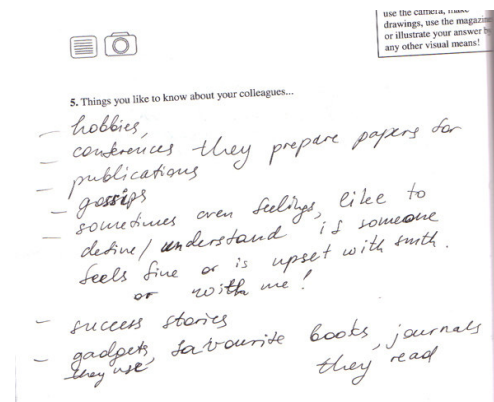 use the camera, make
drawings, use the magazine
or illustrate your answer by
any other visual means!
5. Things you like to know about your colleagues...
— hobbies,
— conferences they prepare papers for
— publications
— gossips
— sometimes even feelings, like to
define / understand if someone
feels fine or is upset with smth.
or with me!
— success stories
— gadgets, favourite books, journals
they use they read